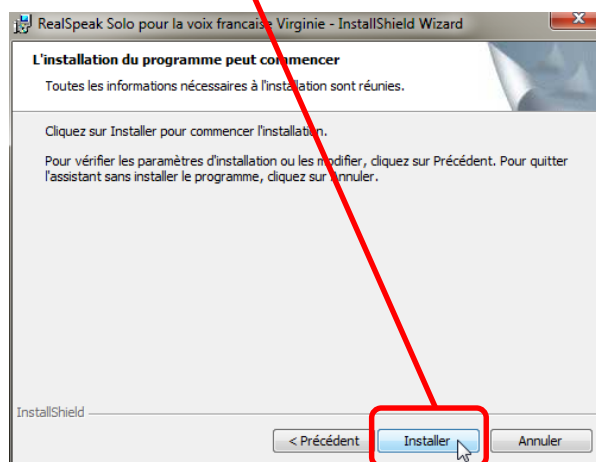 RealSpeak Solo pour la voix francaise Virginie - InstallShield Wizard
L'installation du programme peut commencer
Toutes les informations nécessaires à l'installation sont réunies.
Cliquez sur Installer pour commencer l'installation.
Pour vérifier les paramètres d'installation ou les modifier, cliquez sur Précédent. Pour quitter
l'assistant sans installer le programme, cliquez sur Annuler.
InstallShield
< Précédent Installer Annuler